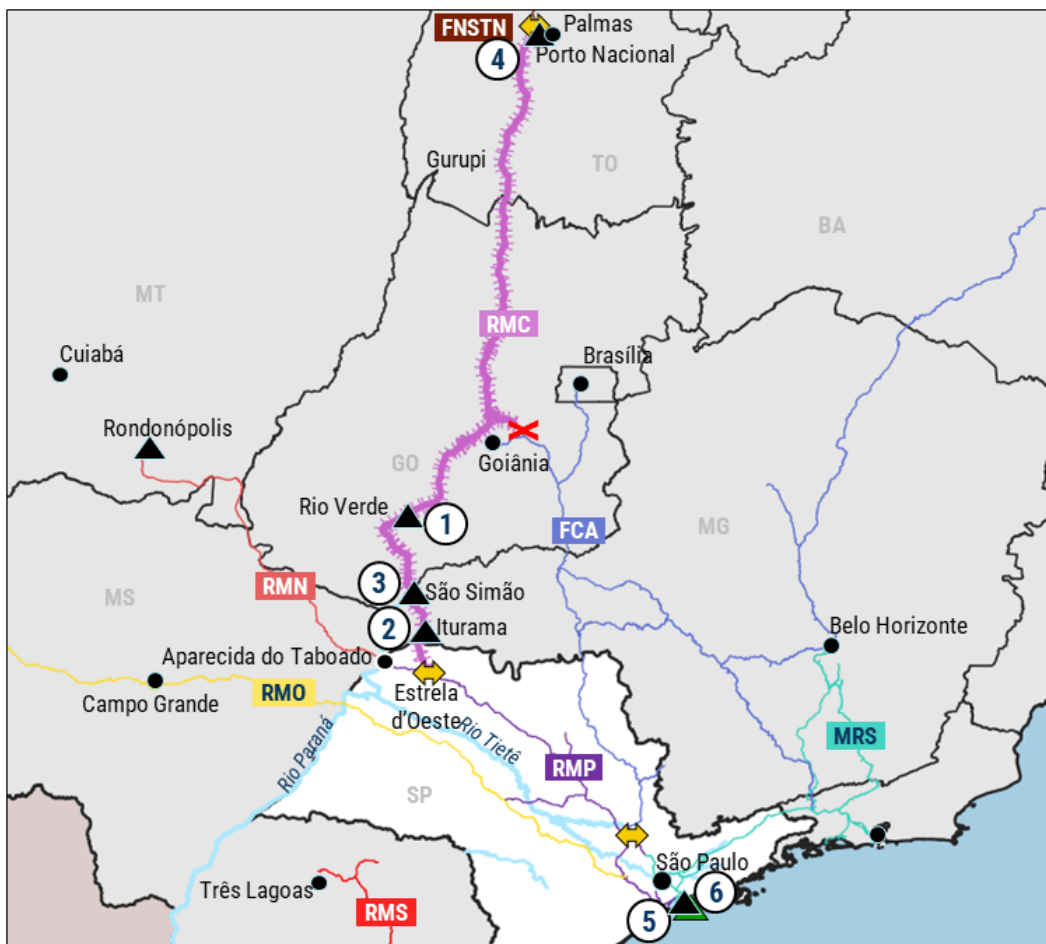 FNSTN
Palmas
4
Porto Nacional
Gurupi
TO
BA
MT
RMC
Cuiabá
Brasília
Rondonópolis
GO
Goiânia
Rio Verde
1
FCA
MG
3
São Simão
RMN
MS
2
Iturama
Belo Horizonte
Aparecida do Taboado
RMO
Estrela
d'Oeste
Campo Grande
Rio Paraná
Rio Tietê
MRS
RMP
SP
São Paulo
Três Lagoas
6
RMS
5